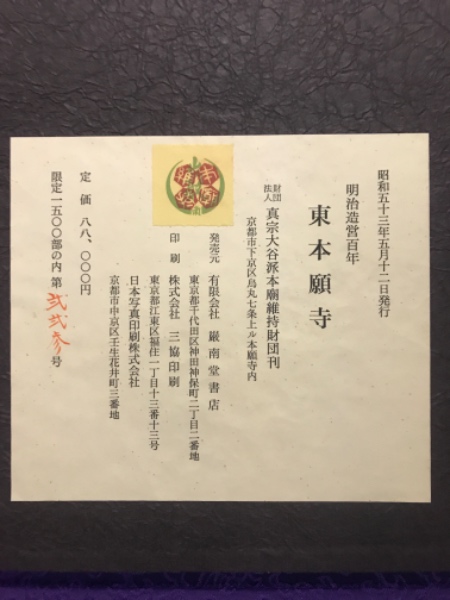 昭和五十三年五月十二日発行
明治造営百年
東本願寺
財団法人 真宗大谷派本廟維持財団刊
京都市下京区烏丸七条上ル本願寺内
発売元 有限会社 巌南堂書店
東京都千代田区神田神保町二丁目二番地
印刷 株式会社 三協印刷
東京都江東区福住一丁目十三番十三号
日本写真印刷株式会社
京都市中京区壬生花井町三番地
定価 八八、〇〇〇円
限定一五〇〇部の内 第 弐弐参 号